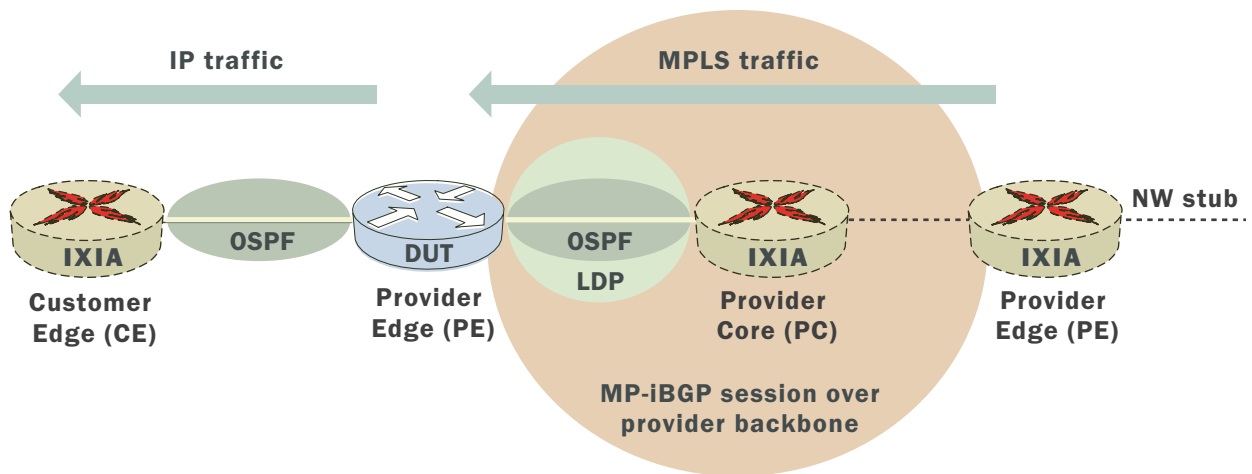 IP traffic
MPLS traffic
NW stub
IXIA
OSPF
DUT
OSPF
LDP
IXIA
IXIA
Customer
Edge (CE)
Provider
Edge (PE)
Provider
Core (PC)
Provider
Edge (PE)
MP-iBGP session over
provider backbone